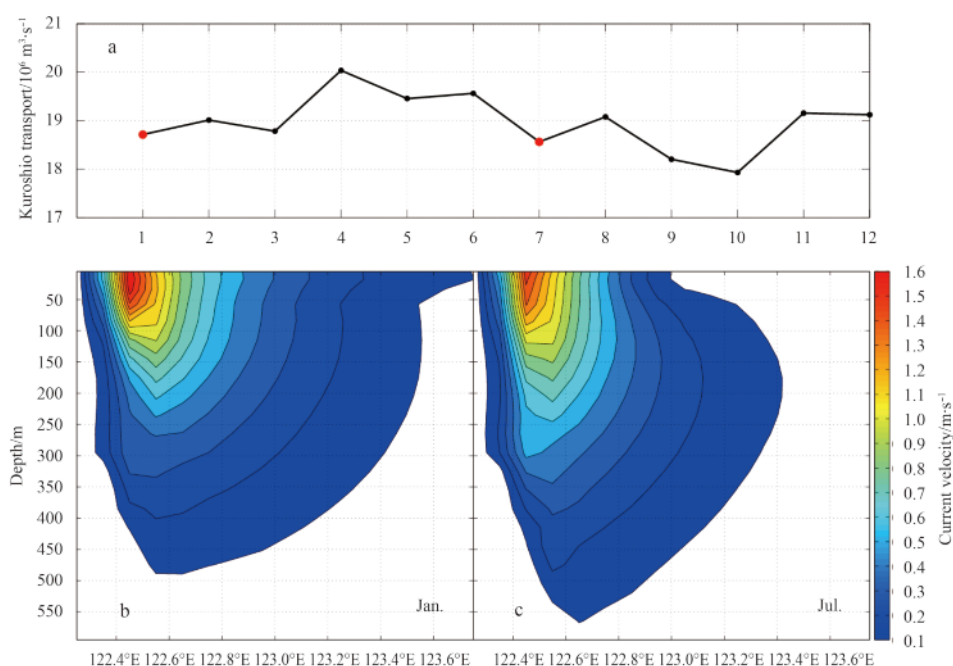 a
Kuroshio transport/10⁶ m³·s⁻¹
21
20
19
18
17
1 2 3 4 5 6 7 8 9 10 11 12
Depth/m
50
100
150
200
250
300
350
400
450
500
550
b
Jan.
122.4°E 122.6°E 122.8°E 123.0°E 123.2°E 123.4°E 123.6°E
c
Jul.
122.4°E 122.6°E 122.8°E 123.0°E 123.2°E 123.4°E 123.6°E
1.6
1.5
1.4
1.3
1.2
1.1
1.0
0.9
0.8
0.7
0.6
0.5
0.4
0.3
0.2
0.1
Current velocity/m·s⁻¹